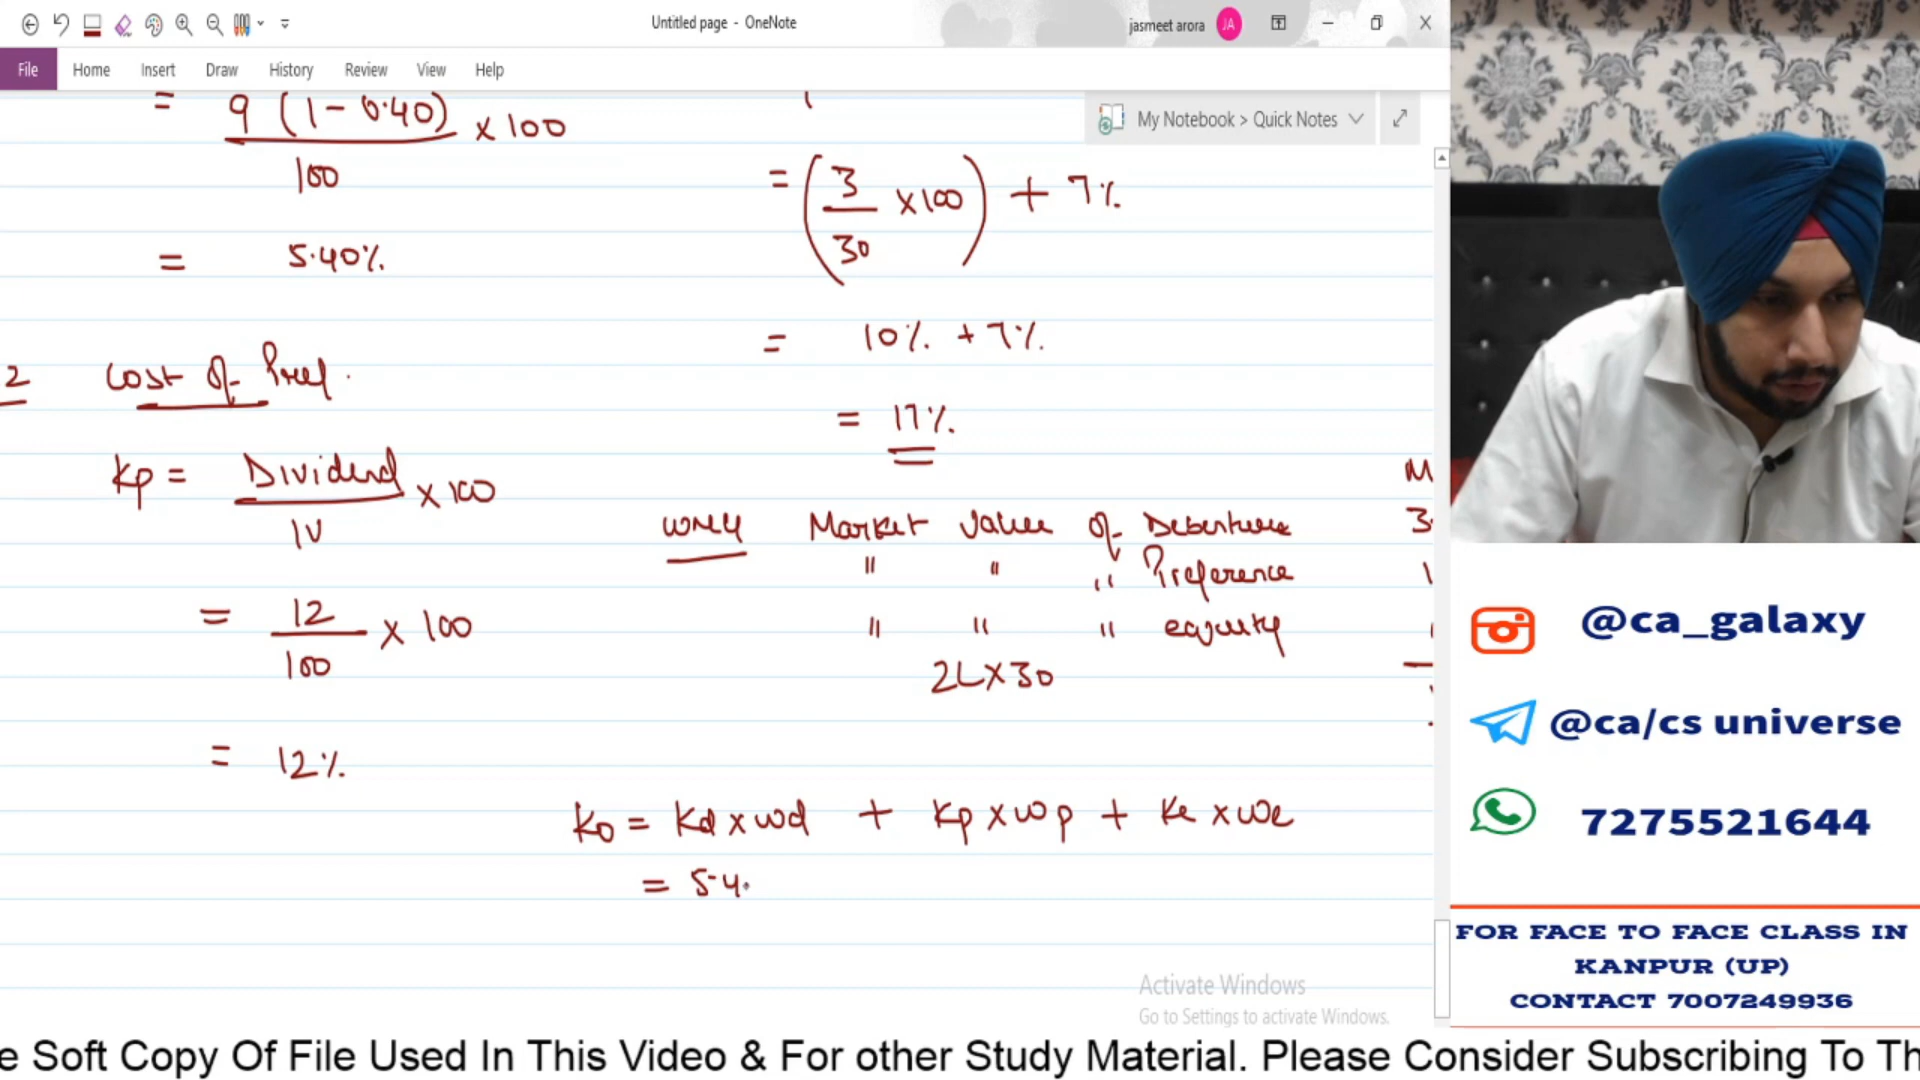 Untitled page - OneNote
jasmeet arora
JA
File Home Insert Draw History Review View Help
My Notebook > Quick Notes
= 9 (1-0.40) x 100
100
= 5.40%
2 Cost of Pref.
Kp = Dividend x 100
IV
= 12 x 100
100
= 12%
= (3 x100) + 7%
30
= 10% + 7%
= 17%
WN4 Market Value of Debenture
" " " Preference
" " " equity
2L X 30
M
3
Ko = Kd x wd + Kp x wp + Ke x we
= 5.4
Activate Windows
Go to Settings to activate Windows.
@ca_galaxy
@ca/cs universe
7275521644
FOR FACE TO FACE CLASS IN
KANPUR (UP)
CONTACT 7007249936
e Soft Copy Of File Used In This Video & For other Study Material. Please Consider Subscribing To Th